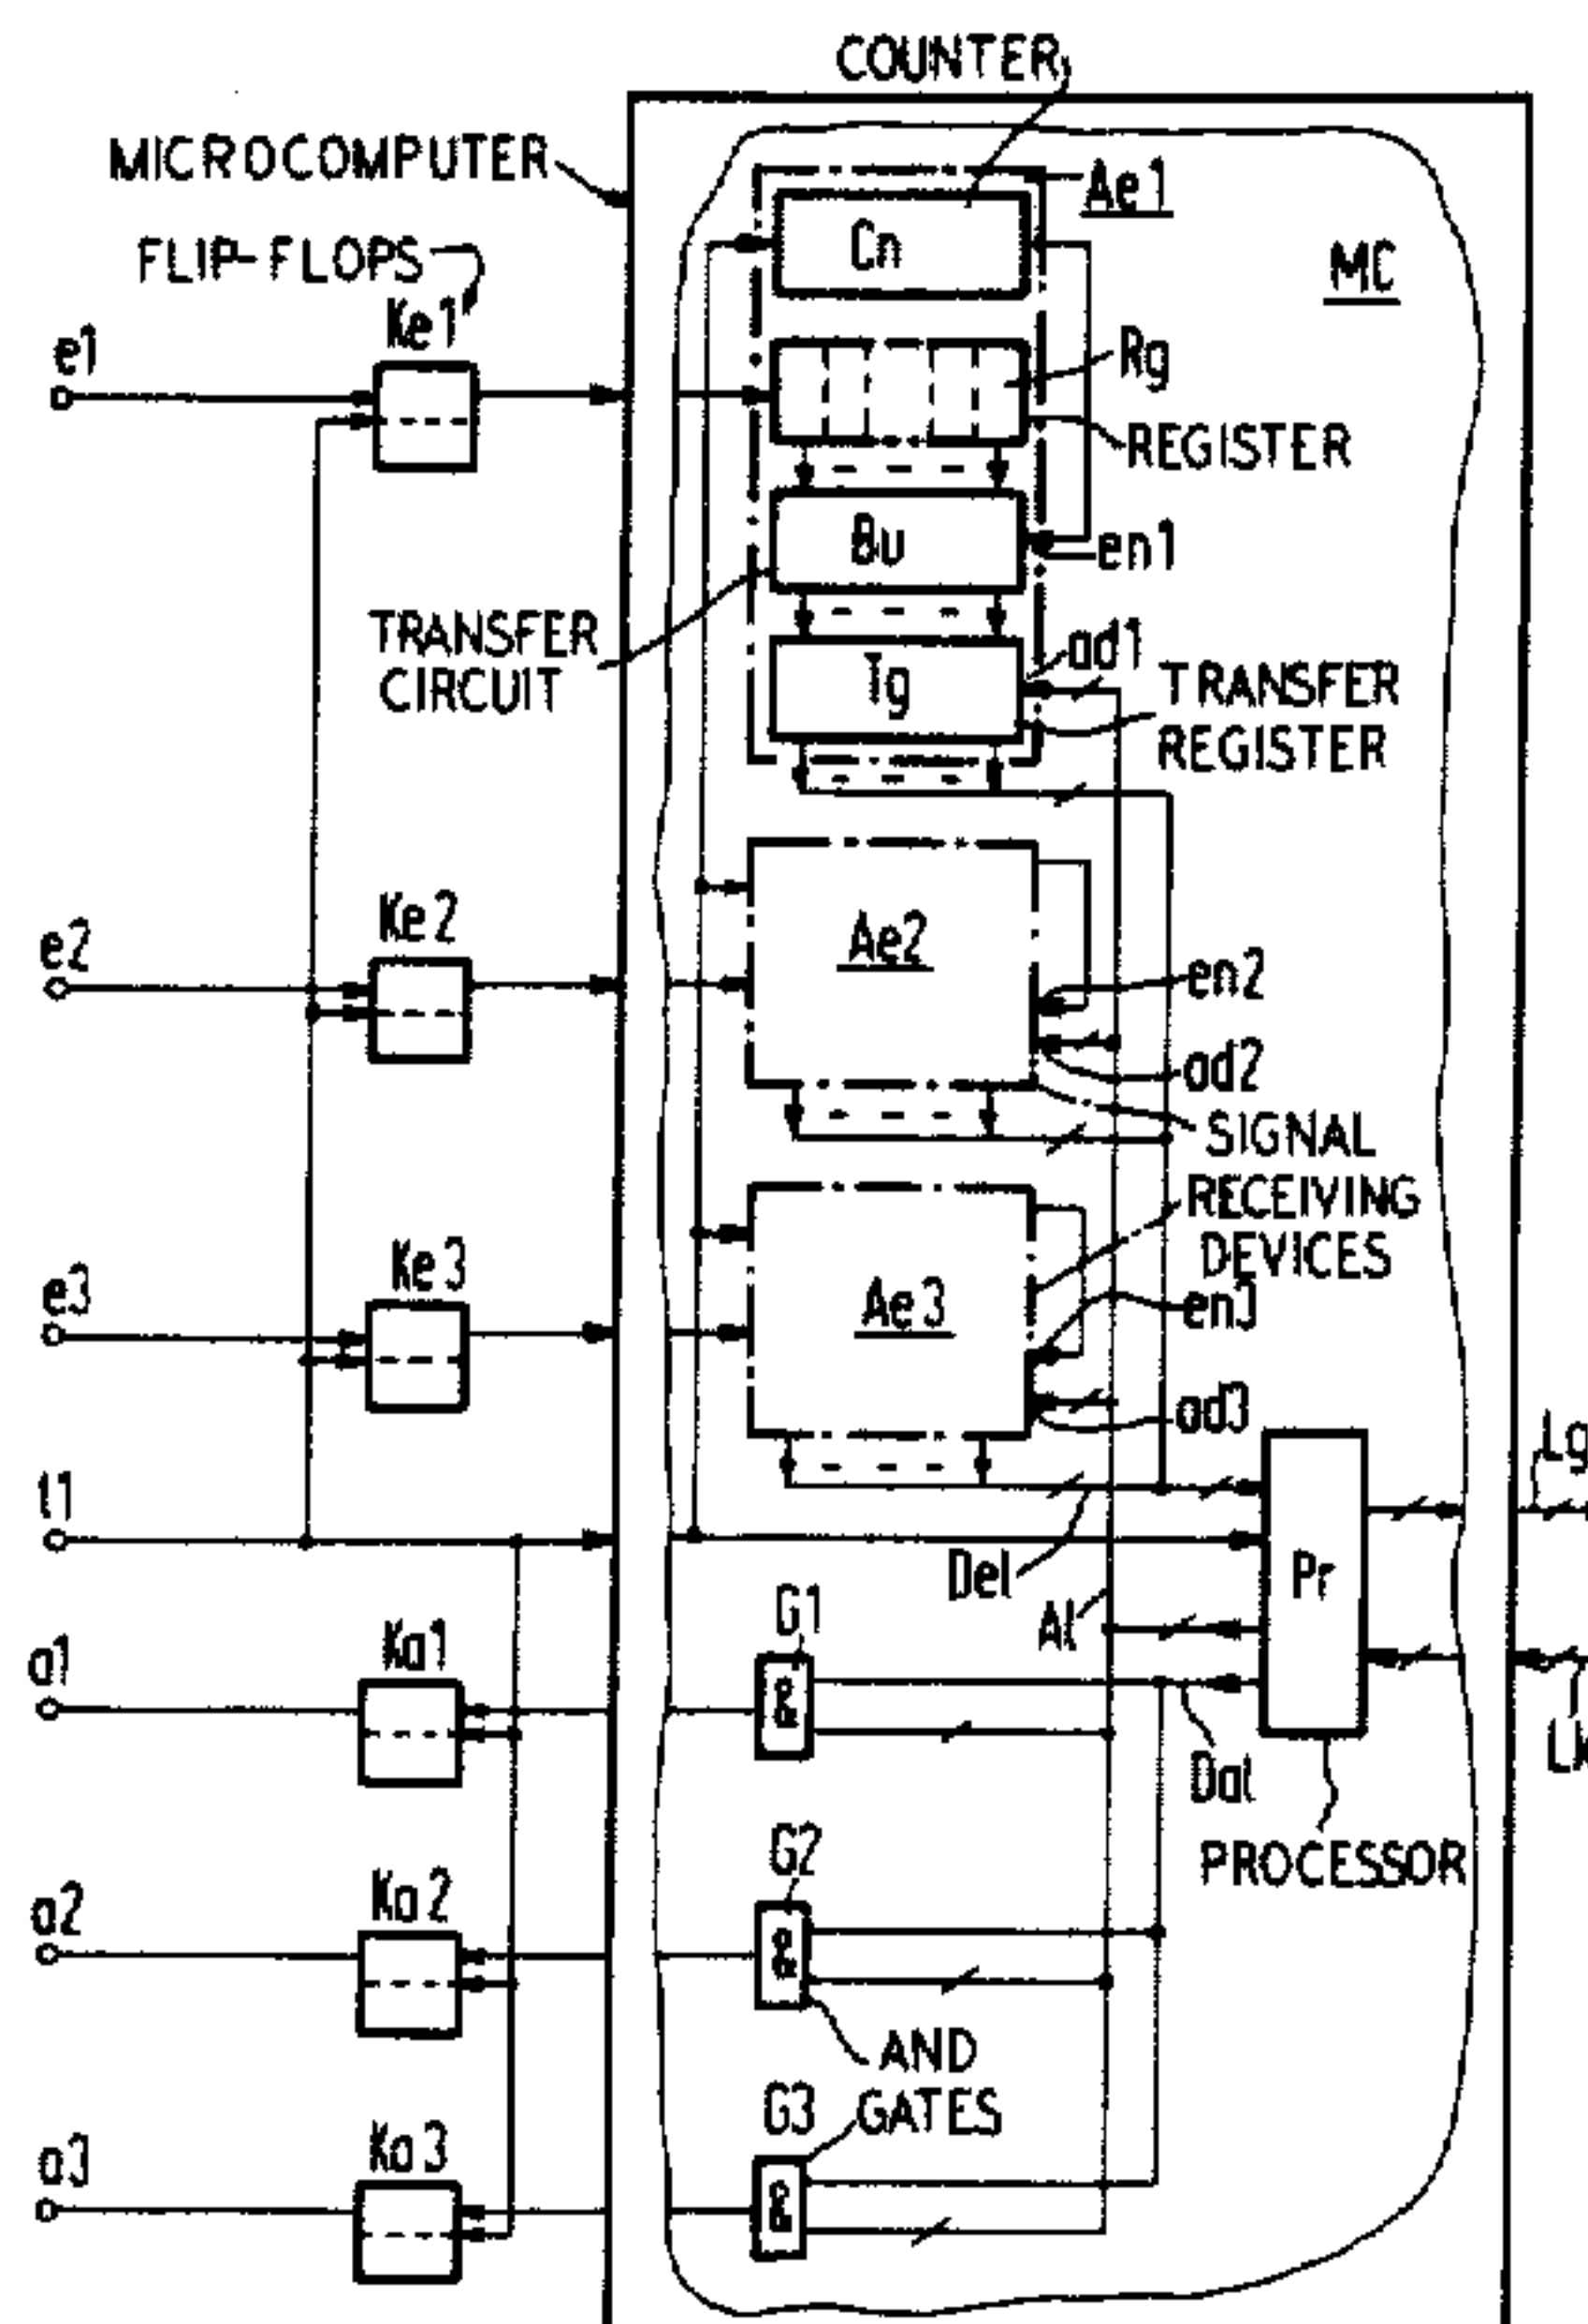 COUNTER
MICROCOMPUTER
Ae1
FLIP-FLOPS
Cn
MC
Ke1
e1
Rg
REGISTER
Bu
en1
TRANSFER
CIRCUIT
ad1
Tg
TRANSFER
REGISTER
Ke2
e2
Ae2
en2
ad2
SIGNAL
RECEIVING
DEVICES
Ke3
e3
Ae3
en3
ad3
t1
Lg
Del
Pr
G1
Al
Ka1
a1
&
Dal
PROCESSOR
G2
Ka2
a2
&
AND
GATES
G3
Ka3
a3
&